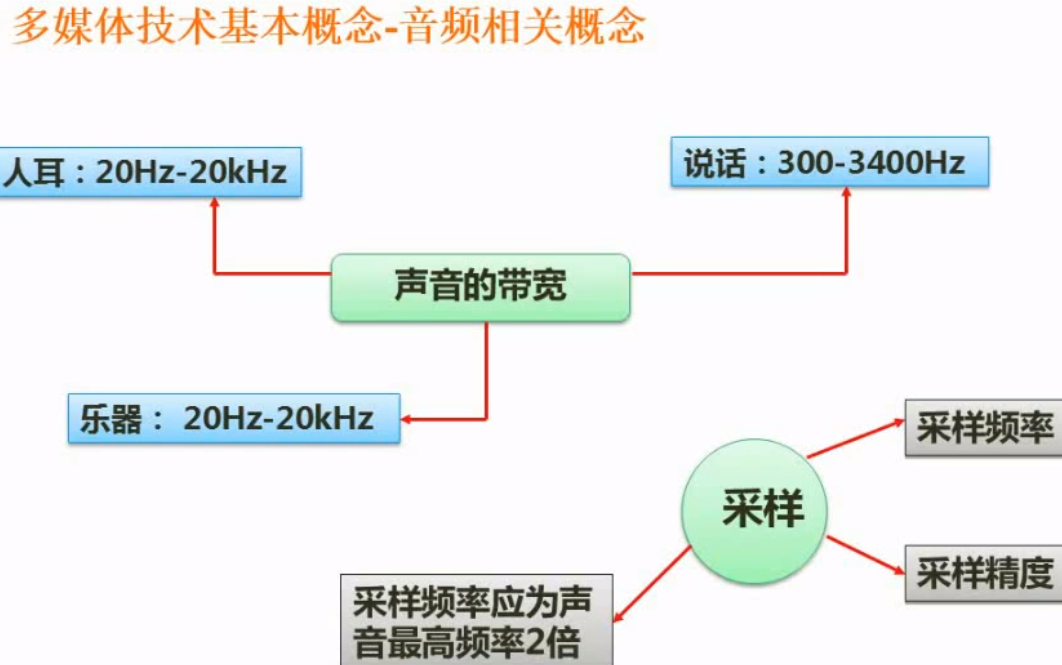 多媒体技术基本概念-音频相关概念
人耳：20Hz-20kHz
说话：300-3400Hz
声音的带宽
乐器： 20Hz-20kHz
采样频率
采样
采样精度
采样频率应为声
音最高频率2倍